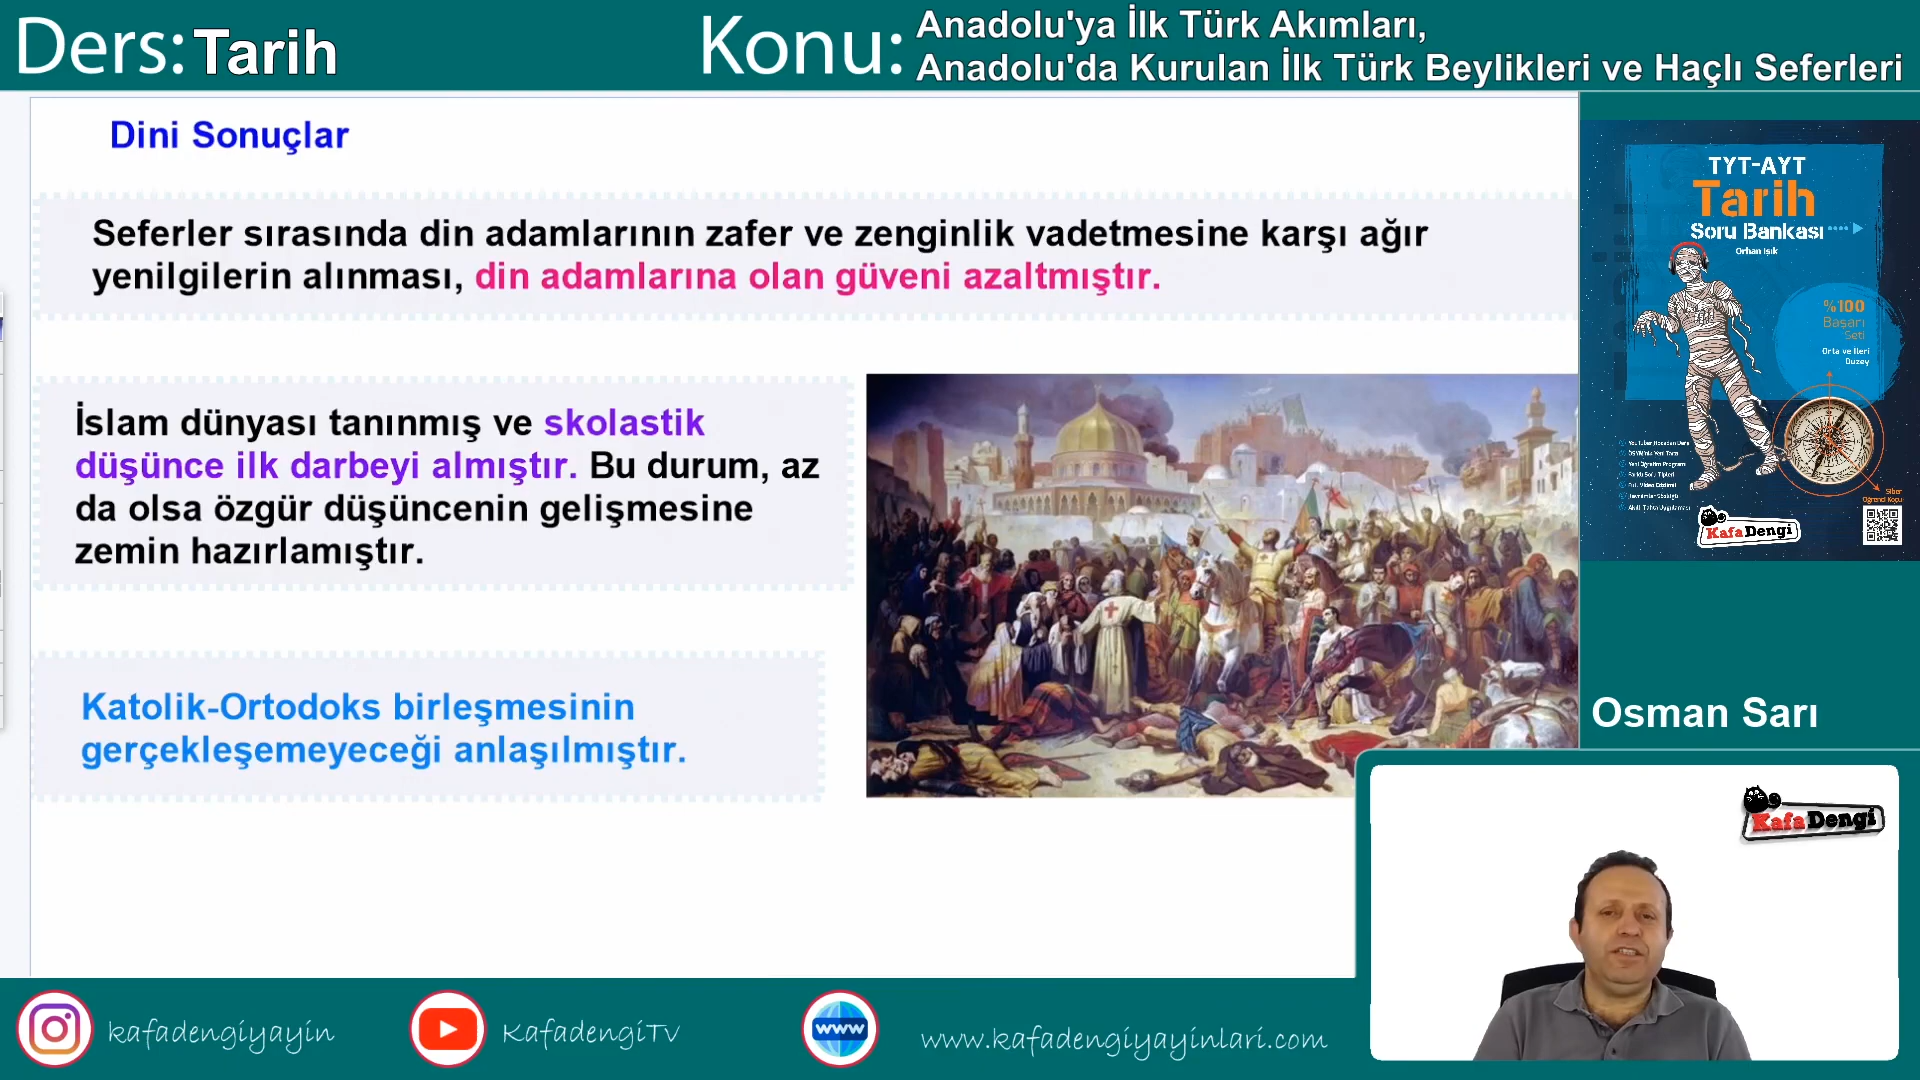 Ders: Tarih
Konu: Anadolu'ya İlk Türk Akımları,
Anadolu'da Kurulan İlk Türk Beylikleri ve Haçlı Seferleri
Dini Sonuçlar
Seferler sırasında din adamlarının zafer ve zenginlik vadetmesine karşı ağır
yenilgilerin alınması, din adamlarına olan güveni azaltmıştır.
İslam dünyası tanınmış ve skolastik
düşünce ilk darbeyi almıştır. Bu durum, az
da olsa özgür düşüncenin gelişmesine
zemin hazırlamıştır.
Katolik-Ortodoks birleşmesinin
gerçekleşemeyeceği anlaşılmıştır.
TYT-AYT
Tarih
Soru Bankası
Orhan Işık
%100
Başarı
Seti
Orta ve İleri
Düzey
KafaDengi
Osman Sarı
KafaDengi
kafadengiyayin
KafadengiTv
www
www.kafadengiyayinlari.com